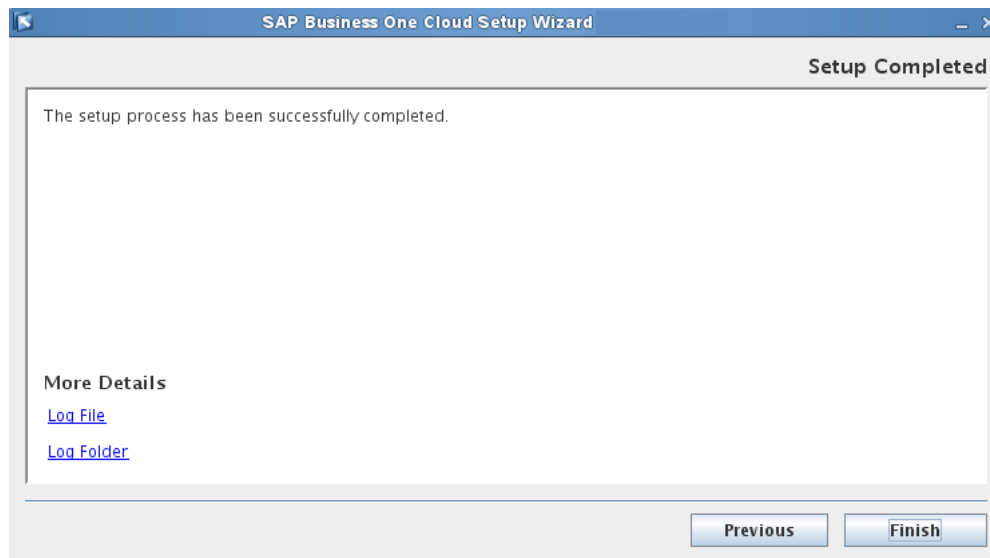 SAP Business One Cloud Setup Wizard
Setup Completed
The setup process has been successfully completed.
More Details
Log File
Log Folder
Previous
Finish